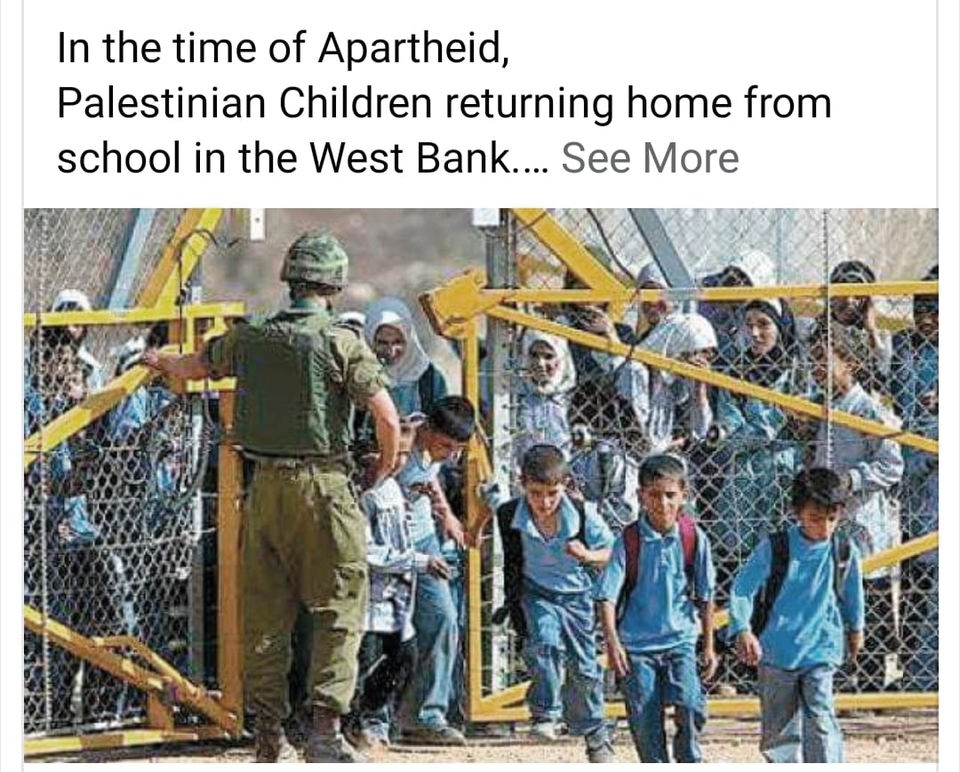 In the time of Apartheid,
Palestinian Children returning home from
school in the West Bank.... See More